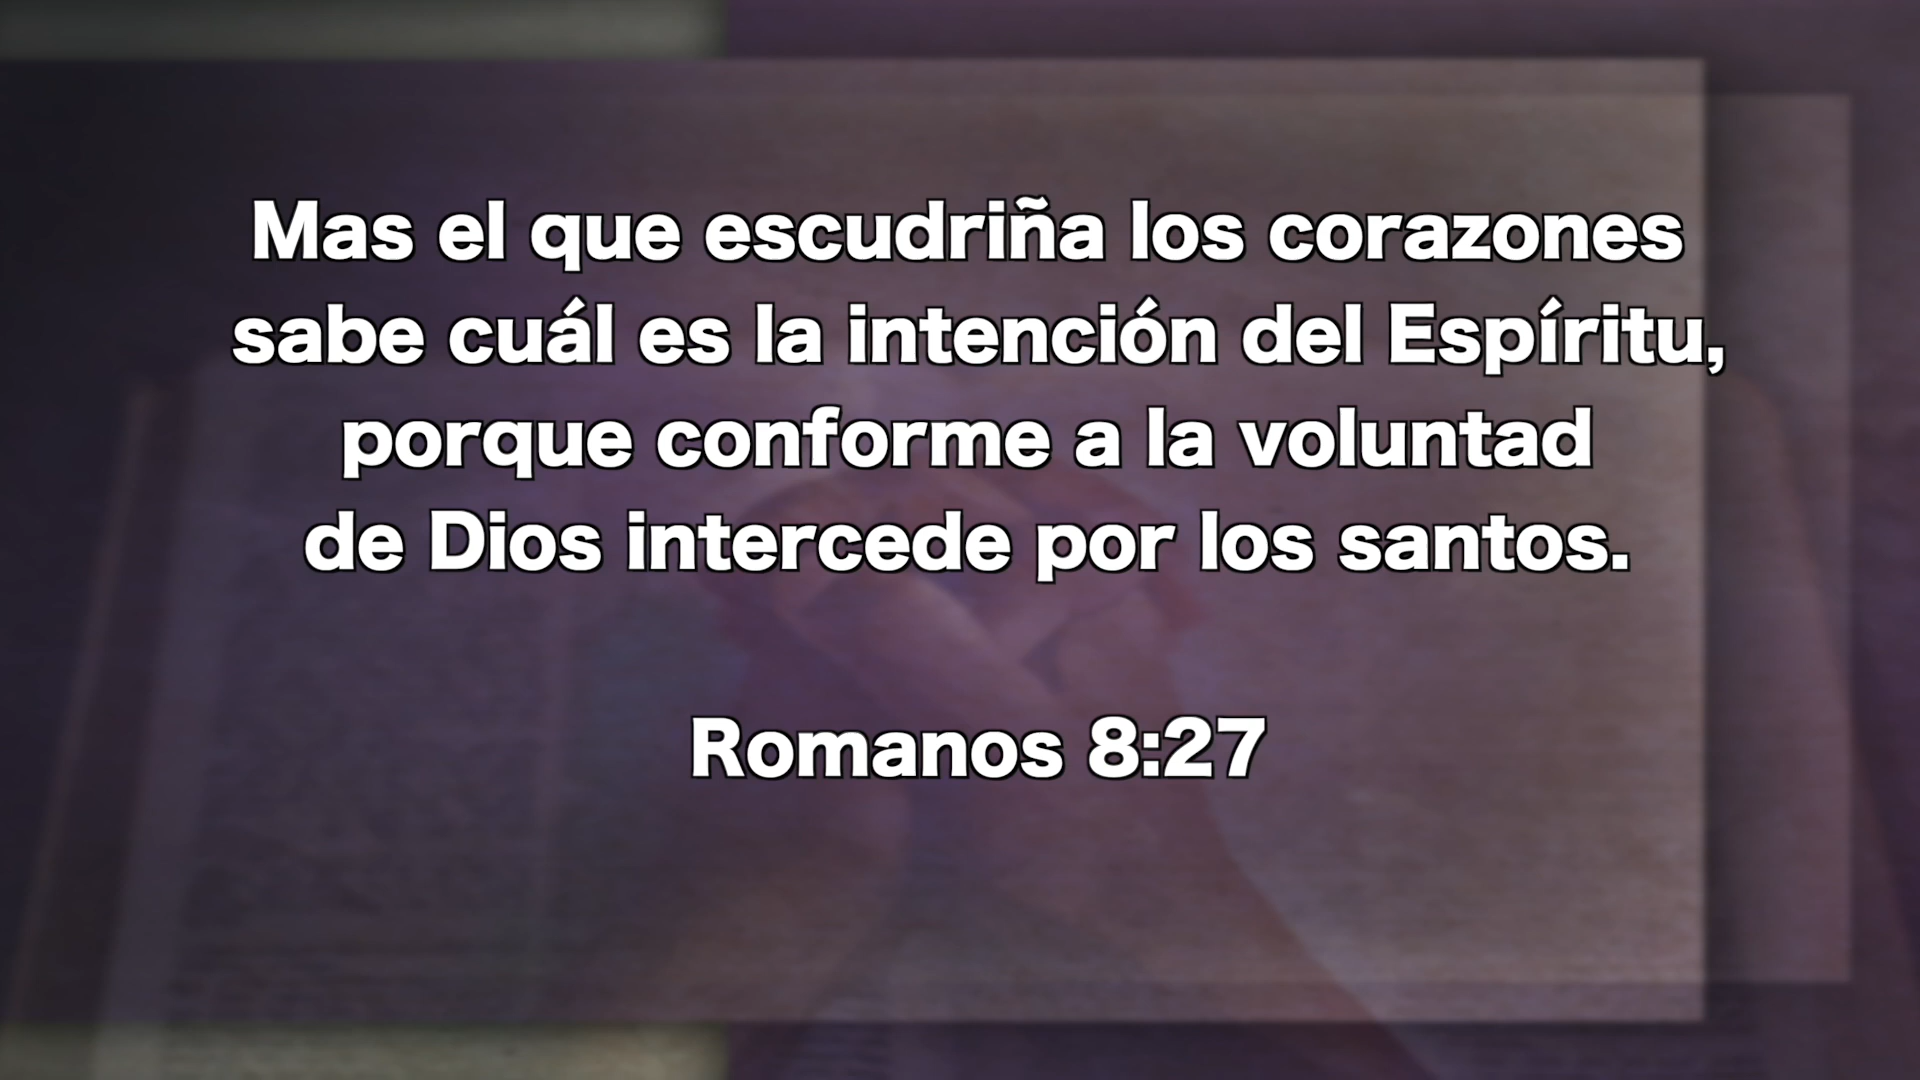 Mas el que escudriña los corazones
sabe cuál es la intención del Espíritu,
porque conforme a la voluntad
de Dios intercede por los santos.
Romanos 8:27